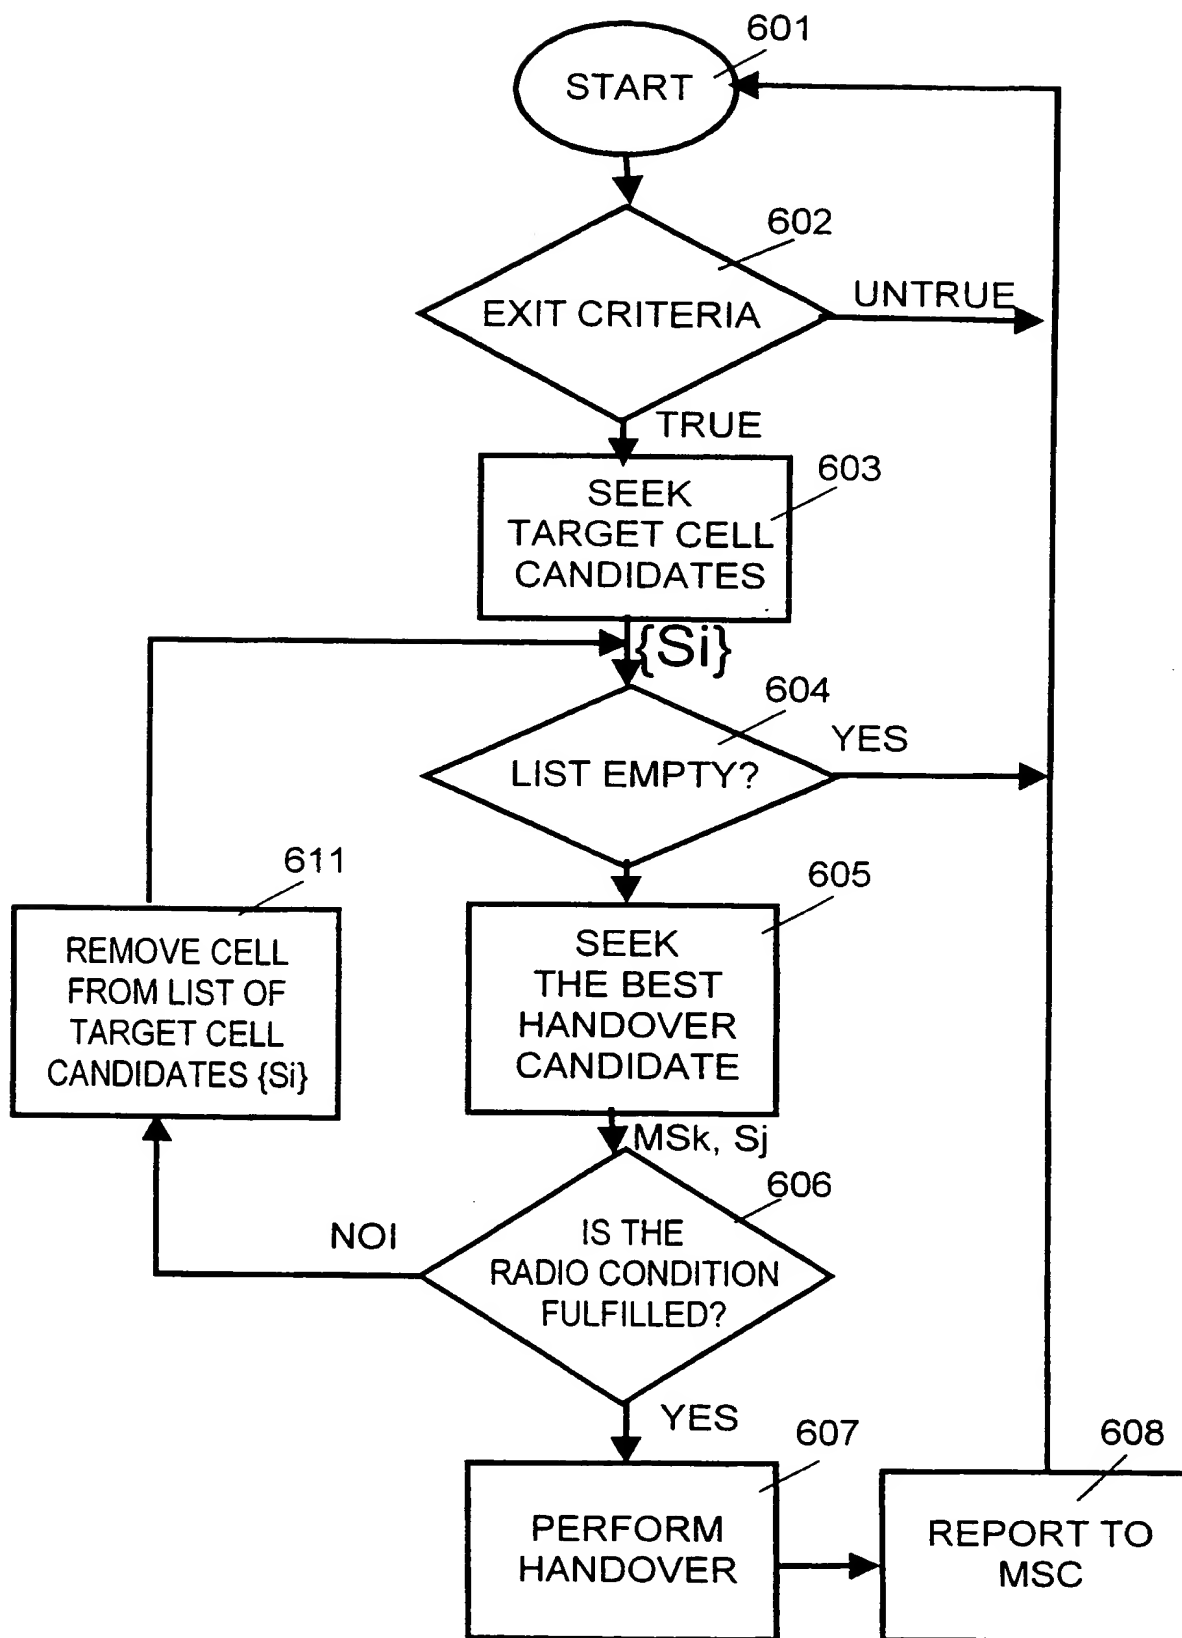 601
START
602
EXIT CRITERIA
UNTRUE
TRUE
603
SEEK
TARGET CELL
CANDIDATES
{Si}
604
LIST EMPTY?
YES
611
REMOVE CELL
FROM LIST OF
TARGET CELL
CANDIDATES {Si}
605
SEEK
THE BEST
HANDOVER
CANDIDATE
MSk, Sj
606
NOI
IS THE
RADIO CONDITION
FULFILLED?
YES
607
PERFORM
HANDOVER
608
REPORT TO
MSC